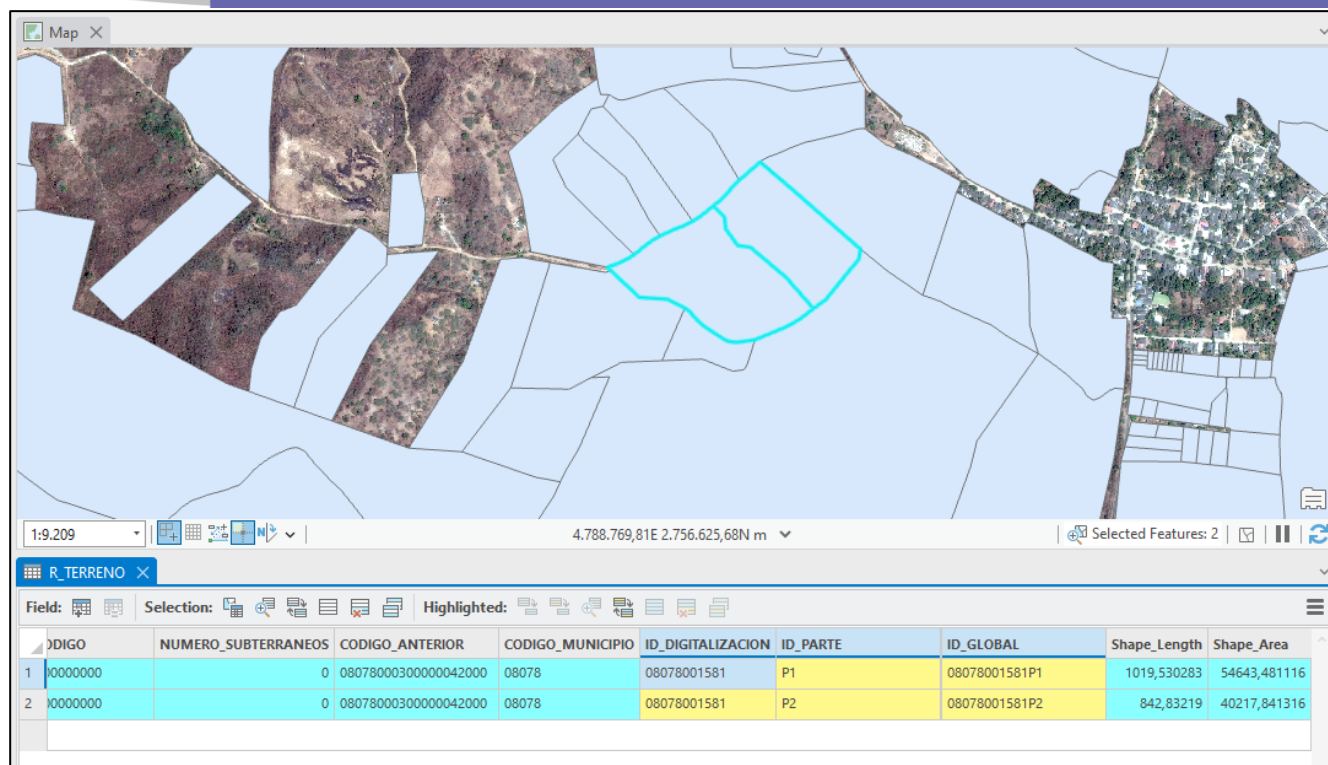 Map
1:9.209
4.788.769,81E 2.756.625,68N m
Selected Features: 2
R_TERRENO
Field: Selection: Highlighted:
ODIGO NUMERO_SUBTERRANEOS CODIGO_ANTERIOR CODIGO_MUNICIPIO ID_DIGITALIZACION ID_PARTE ID_GLOBAL Shape_Length Shape_Area
1 00000000 0 08078000300000042000 08078 08078001581 P1 08078001581P1 1019,530283 54643,481116
2 00000000 0 08078000300000042000 08078 08078001581 P2 08078001581P2 842,83219 40217,841316